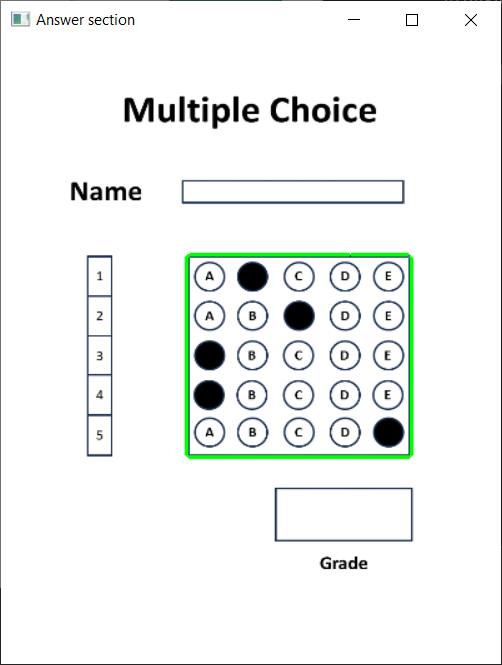 Answer section
Multiple Choice
Name
1 A C D E
2 A B D E
3 B C D E
4 B C D E
5 A B C D
Grade